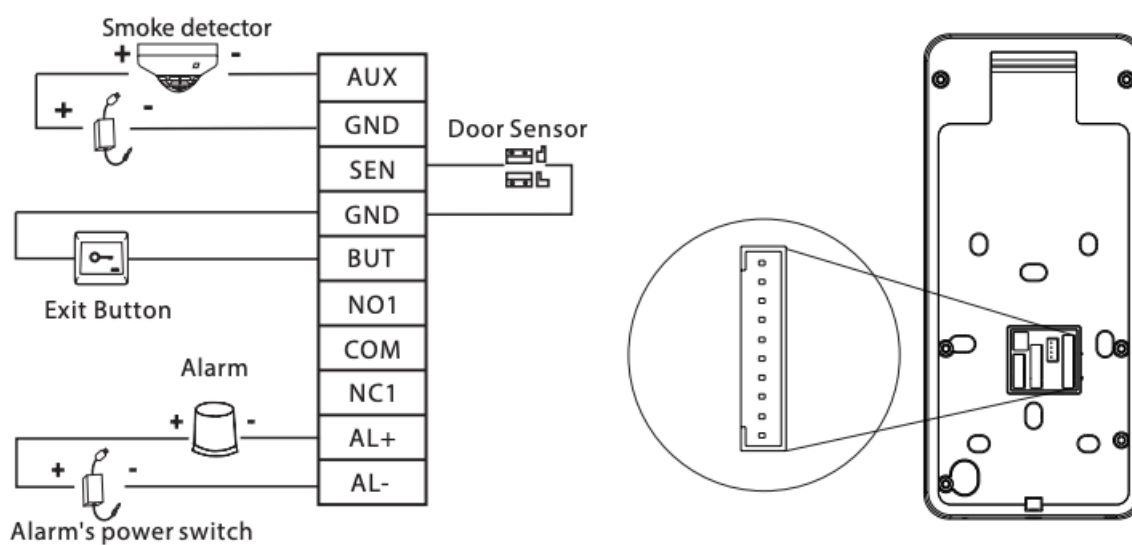 Smoke detector
+ -
AUX
+ -
GND
Door Sensor
SEN
GND
BUT
Exit Button
NO1
COM
Alarm
NC1
+ -
AL+
+ -
AL-
Alarm's power switch